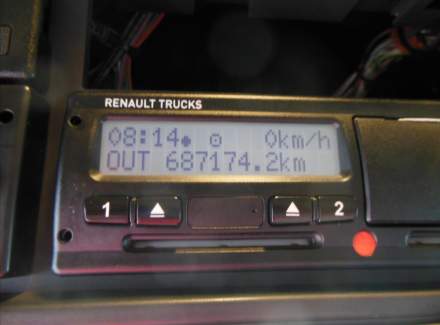 RENAULT TRUCKS
08:14 0km/h
OUT 687174.2km
1 2